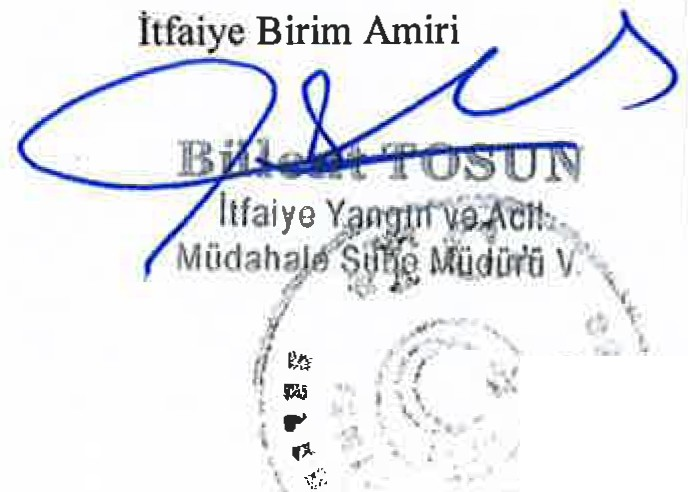 İtfaiye Birim Amiri
Bülent TOSUN
İtfaiye Yangın ve Acil
Müdahale Şube Müdürü V.